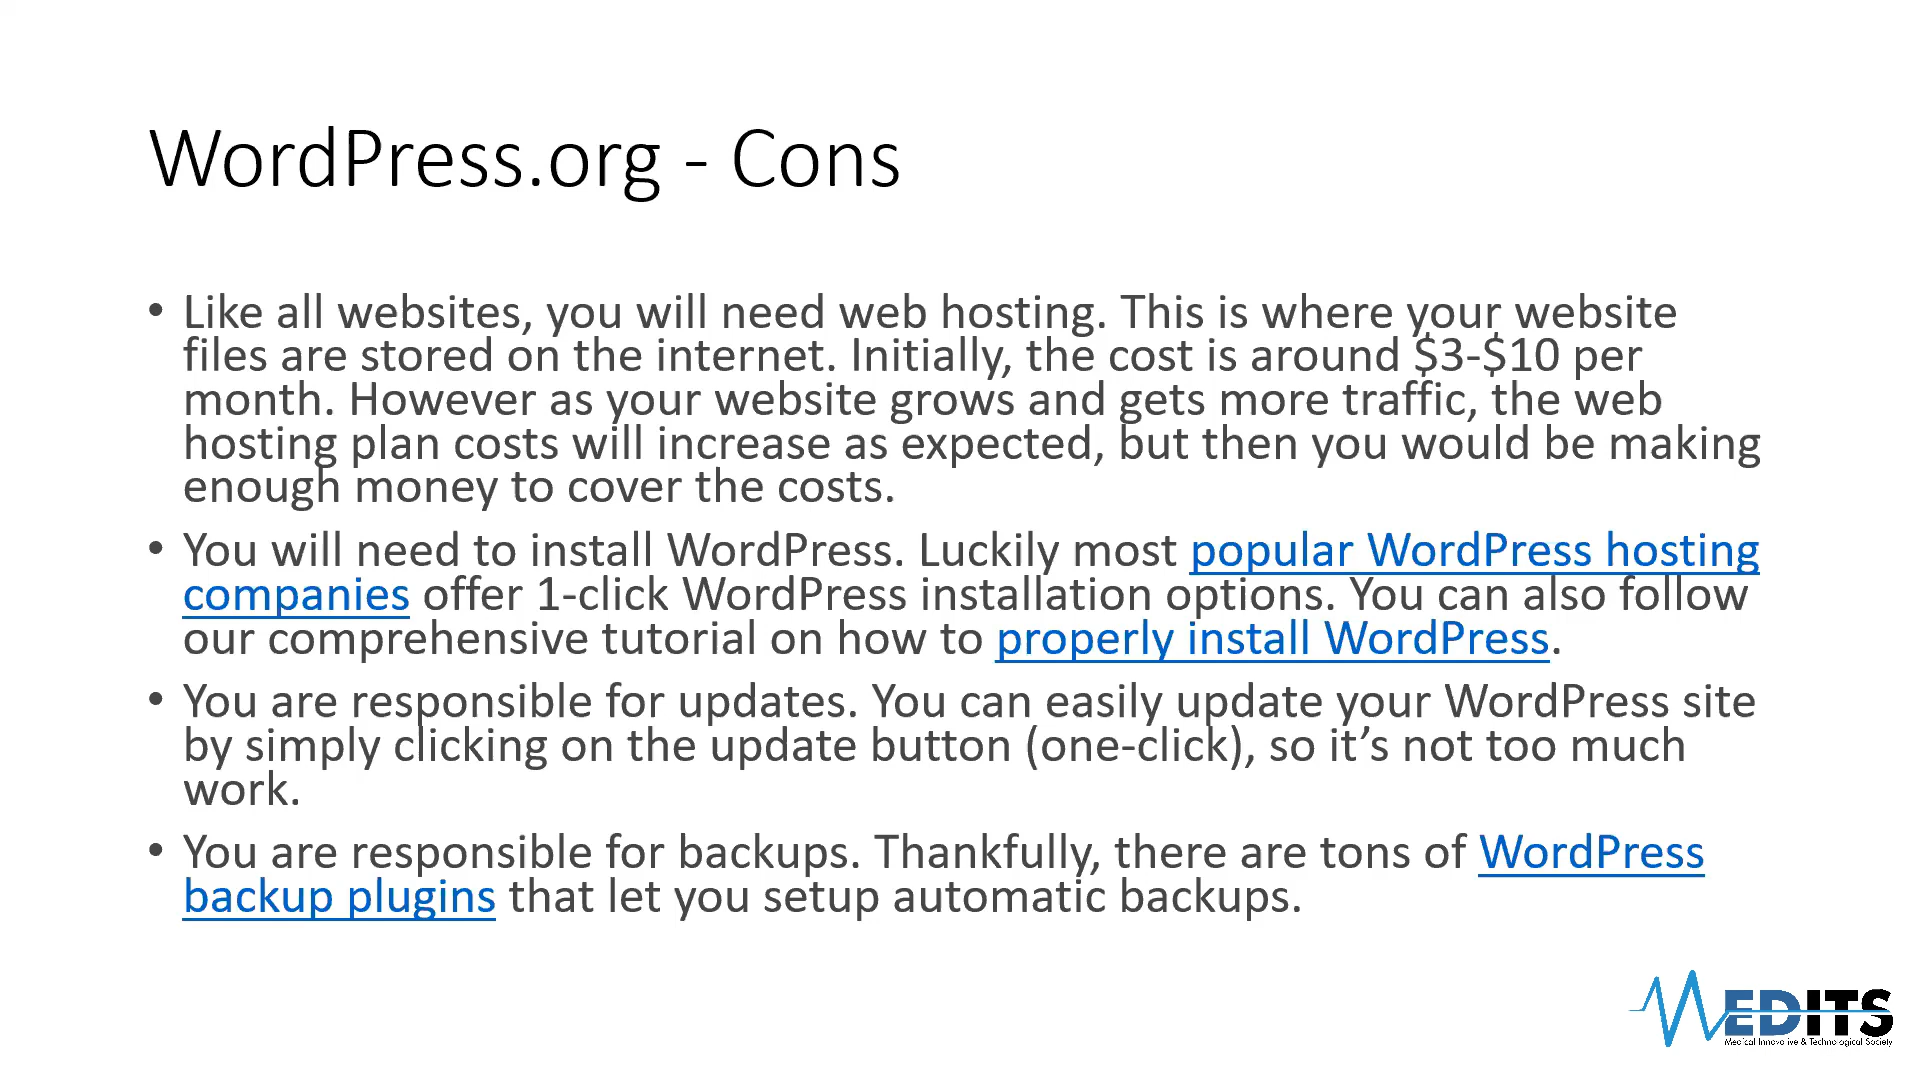 WordPress.org - Cons
• Like all websites, you will need web hosting. This is where your website
files are stored on the internet. Initially, the cost is around $3-$10 per
month. However as your website grows and gets more traffic, the web
hosting plan costs will increase as expected, but then you would be making
enough money to cover the costs.
• You will need to install WordPress. Luckily most popular WordPress hosting
companies offer 1-click WordPress installation options. You can also follow
our comprehensive tutorial on how to properly install WordPress.
• You are responsible for updates. You can easily update your WordPress site
by simply clicking on the update button (one-click), so it’s not too much
work.
• You are responsible for backups. Thankfully, there are tons of WordPress
backup plugins that let you setup automatic backups.
MEDITS
Medical Innovative & Technological Society